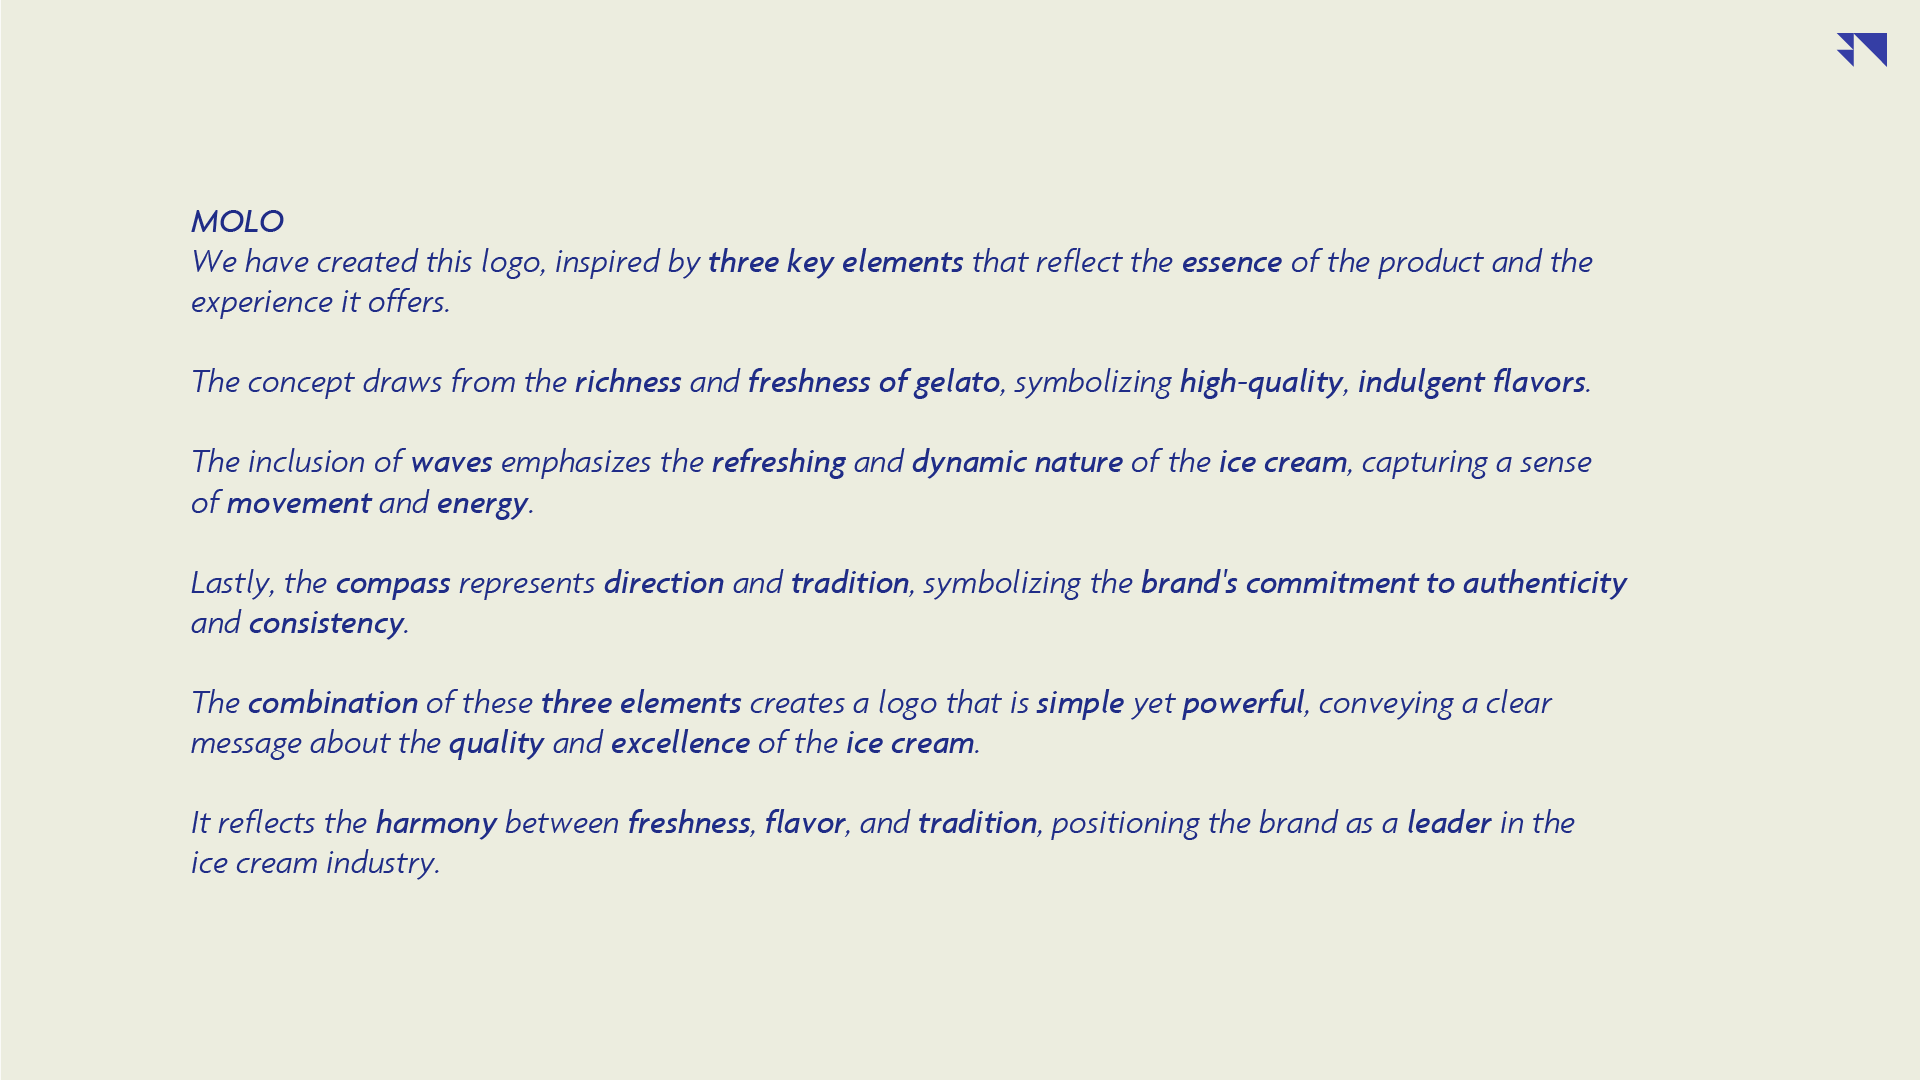 MOLO
We have created this logo, inspired by three key elements that reflect the essence of the product and the
experience it offers.
The concept draws from the richness and freshness of gelato, symbolizing high-quality, indulgent flavors.
The inclusion of waves emphasizes the refreshing and dynamic nature of the ice cream, capturing a sense
of movement and energy.
Lastly, the compass represents direction and tradition, symbolizing the brand's commitment to authenticity
and consistency.
The combination of these three elements creates a logo that is simple yet powerful, conveying a clear
message about the quality and excellence of the ice cream.
It reflects the harmony between freshness, flavor, and tradition, positioning the brand as a leader in the
ice cream industry.